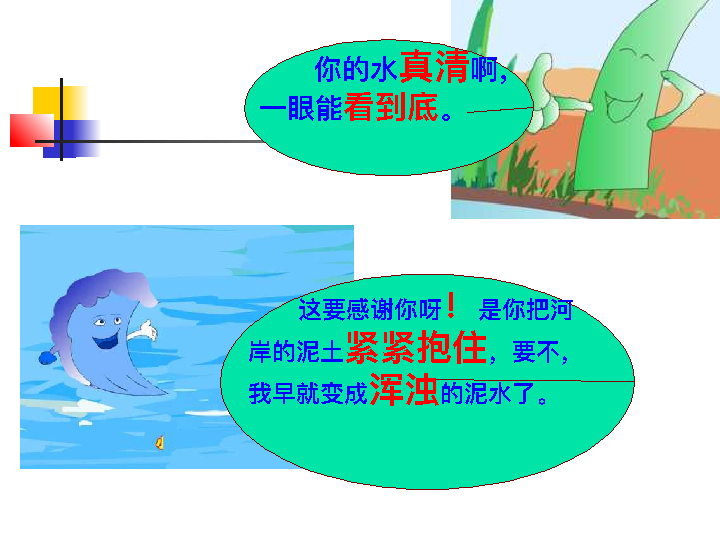 你的水真清啊，
一眼能看到底。
这要感谢你呀！ 是你把河
岸的泥土紧紧抱住，要不，
我早就变成浑浊的泥水了。